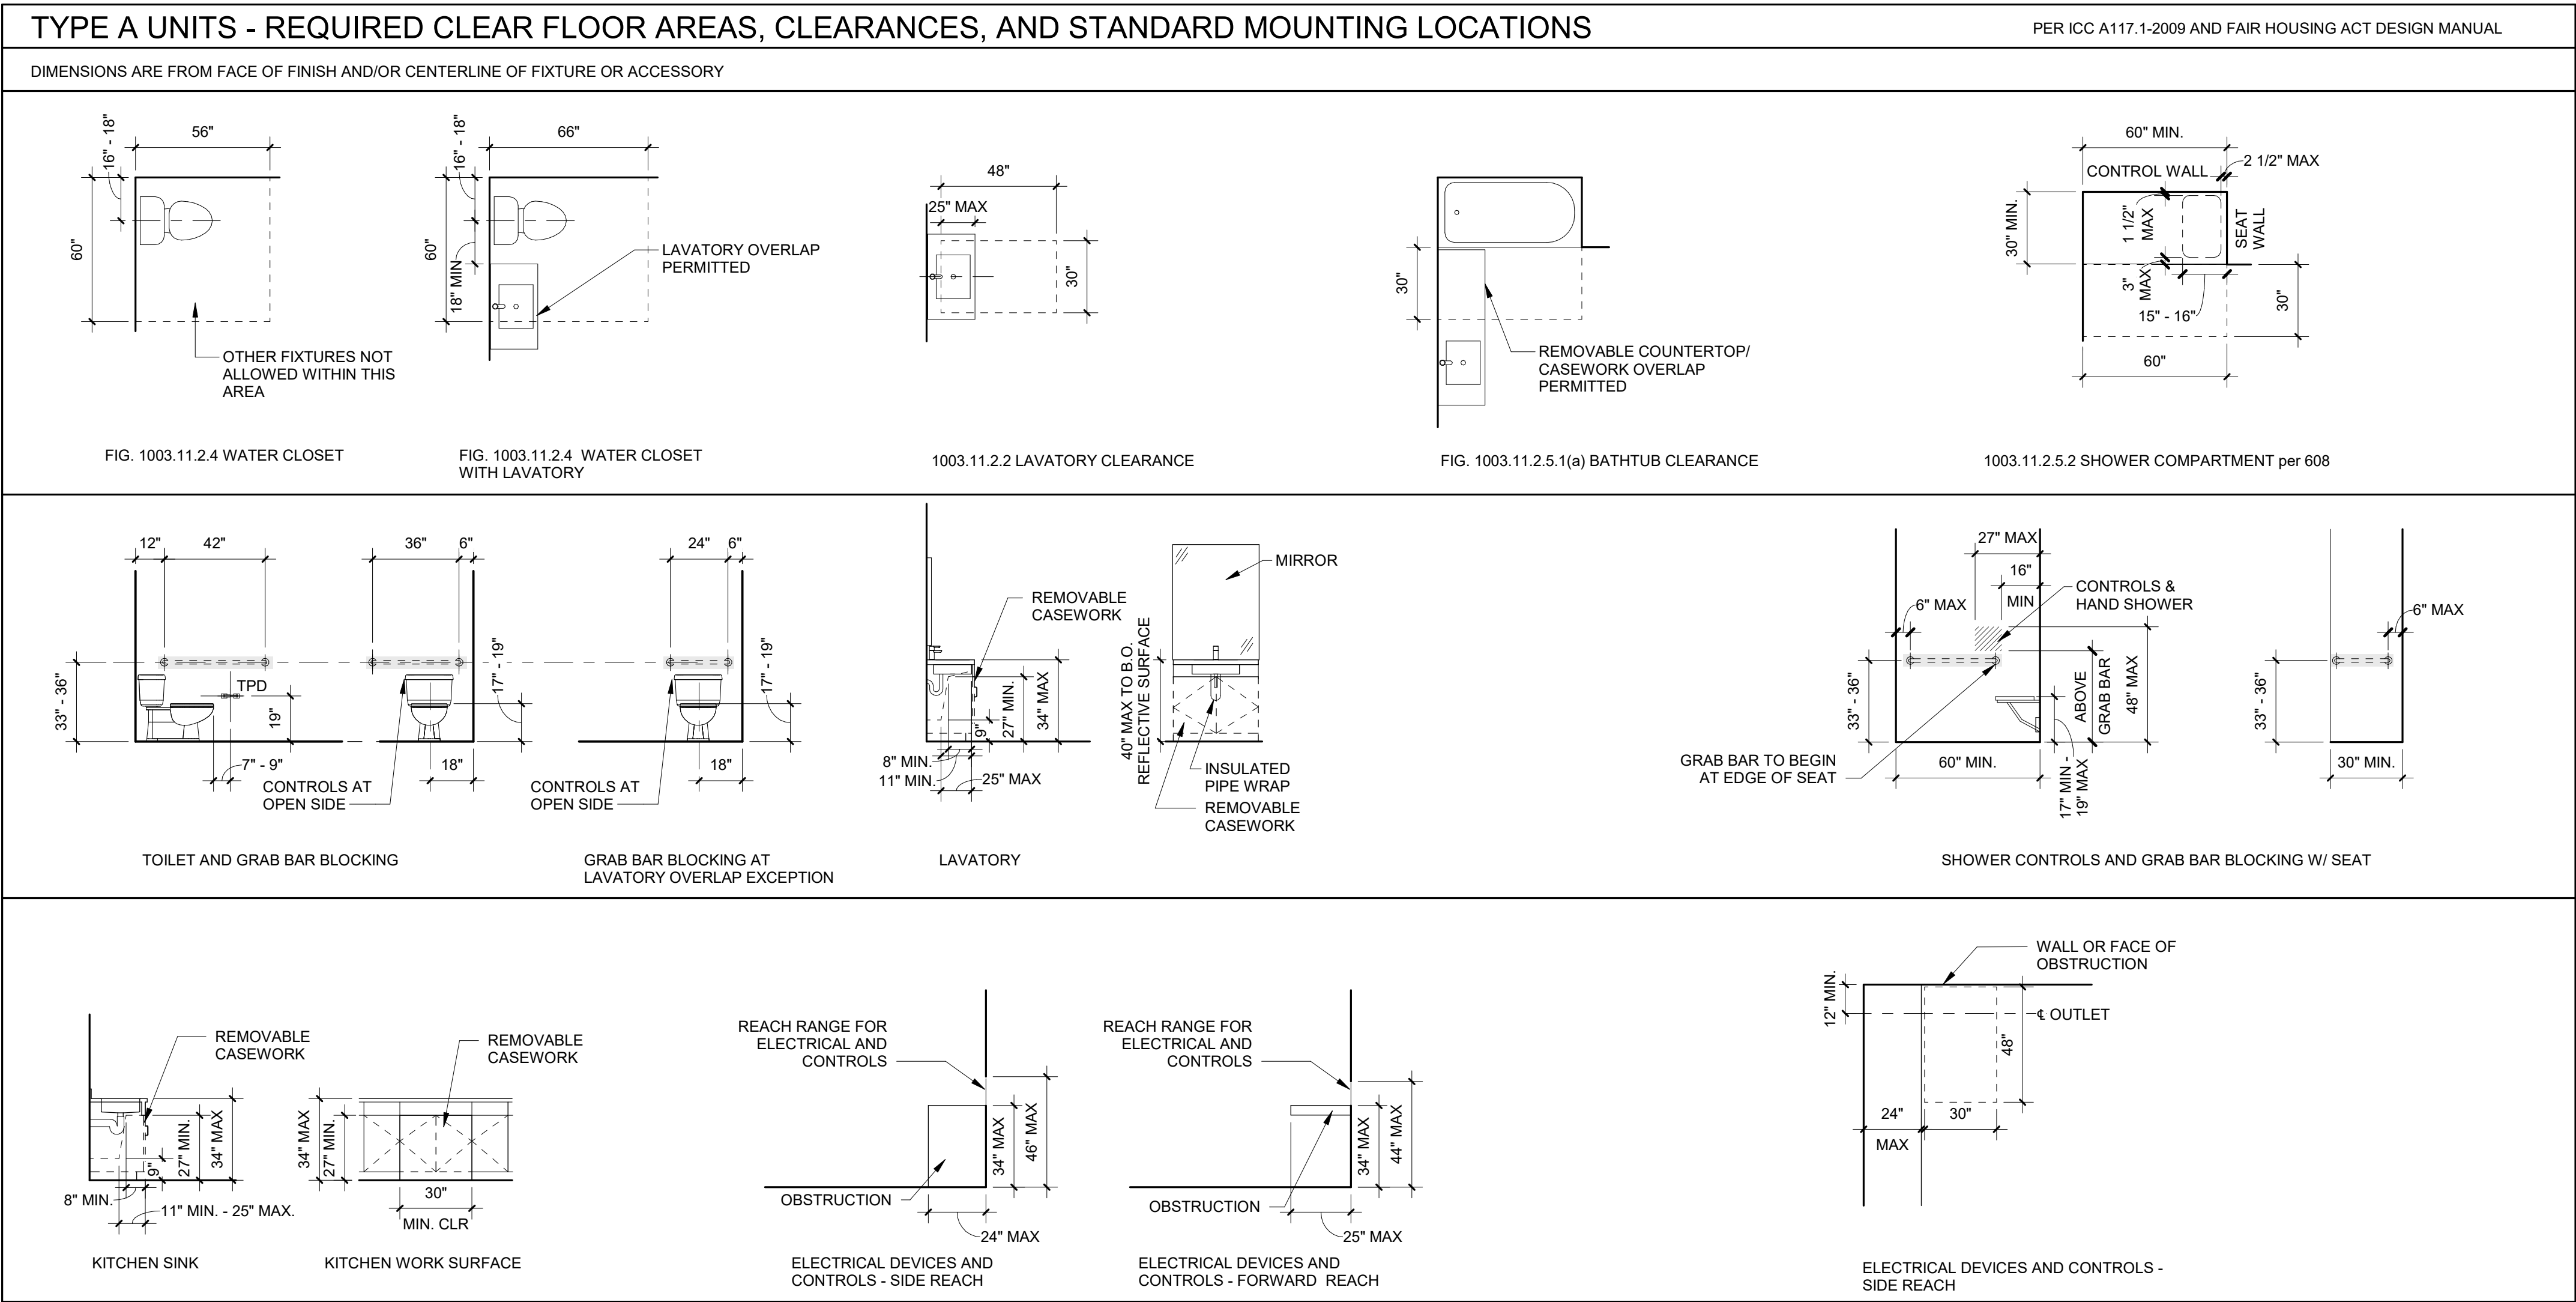 TYPE A UNITS - REQUIRED CLEAR FLOOR AREAS, CLEARANCES, AND STANDARD MOUNTING LOCATIONS
PER ICC A117.1-2009 AND FAIR HOUSING ACT DESIGN MANUAL
DIMENSIONS ARE FROM FACE OF FINISH AND/OR CENTERLINE OF FIXTURE OR ACCESSORY
16" - 18"
56"
60"
OTHER FIXTURES NOT
ALLOWED WITHIN THIS
AREA
FIG. 1003.11.2.4 WATER CLOSET
16" - 18"
66"
60"
18" MIN
LAVATORY OVERLAP
PERMITTED
FIG. 1003.11.2.4 WATER CLOSET
WITH LAVATORY
48"
25" MAX
30"
1003.11.2.2 LAVATORY CLEARANCE
30"
REMOVABLE COUNTERTOP/
CASEWORK OVERLAP
PERMITTED
FIG. 1003.11.2.5.1(a) BATHTUB CLEARANCE
60" MIN.
2 1/2" MAX
CONTROL WALL
30" MIN.
1 1/2"
MAX
SEAT
WALL
3"
MAX
15" - 16"
30"
60"
1003.11.2.5.2 SHOWER COMPARTMENT per 608
12"
42"
36"
6"
33" - 36"
TPD
19"
17" - 19"
7" - 9"
18"
CONTROLS AT
OPEN SIDE
TOILET AND GRAB BAR BLOCKING
24"
6"
17" - 19"
18"
CONTROLS AT
OPEN SIDE
GRAB BAR BLOCKING AT
LAVATORY OVERLAP EXCEPTION
REMOVABLE
CASEWORK
9"
27" MIN.
34" MAX
8" MIN.
11" MIN.
25" MAX
LAVATORY
MIRROR
40" MAX TO B.O.
REFLECTIVE SURFACE
INSULATED
PIPE WRAP
REMOVABLE
CASEWORK
27" MAX
16"
MIN
6" MAX
CONTROLS &
HAND SHOWER
33" - 36"
ABOVE
GRAB BAR
48" MAX
GRAB BAR TO BEGIN
AT EDGE OF SEAT
60" MIN.
17" MIN -
19" MAX
6" MAX
33" - 36"
30" MIN.
SHOWER CONTROLS AND GRAB BAR BLOCKING W/ SEAT
REMOVABLE
CASEWORK
9"
27" MIN.
34" MAX
8" MIN.
11" MIN. - 25" MAX.
KITCHEN SINK
REMOVABLE
CASEWORK
34" MAX
27" MIN.
30"
MIN. CLR
KITCHEN WORK SURFACE
REACH RANGE FOR
ELECTRICAL AND
CONTROLS
34" MAX
46" MAX
OBSTRUCTION
24" MAX
ELECTRICAL DEVICES AND
CONTROLS - SIDE REACH
REACH RANGE FOR
ELECTRICAL AND
CONTROLS
34" MAX
44" MAX
OBSTRUCTION
25" MAX
ELECTRICAL DEVICES AND
CONTROLS - FORWARD REACH
WALL OR FACE OF
OBSTRUCTION
12" MIN.
℄ OUTLET
48"
24"
MAX
30"
ELECTRICAL DEVICES AND CONTROLS -
SIDE REACH